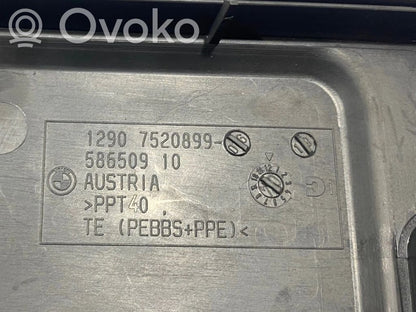 Ovoko
1290 7520899-
586509 10
AUSTRIA
>PPT40
TE (PEBBS+PPE)<